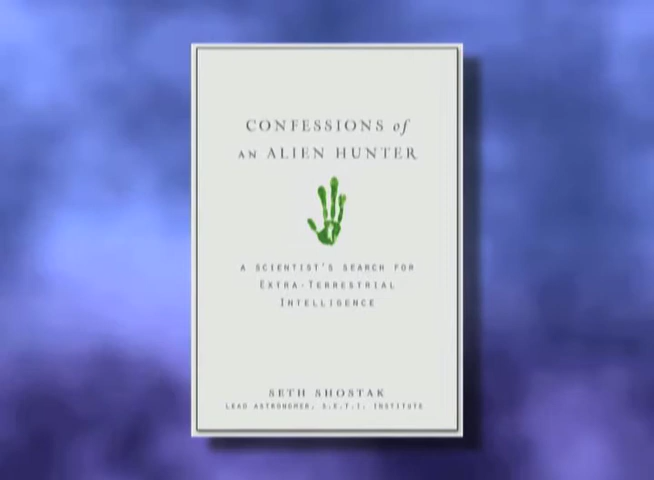 CONFESSIONS of
AN ALIEN HUNTER
A SCIENTIST'S SEARCH FOR
EXTRA-TERRESTRIAL
INTELLIGENCE
SETH SHOSTAK
LEAD ASTRONOMER, S.E.T.I. INSTITUTE